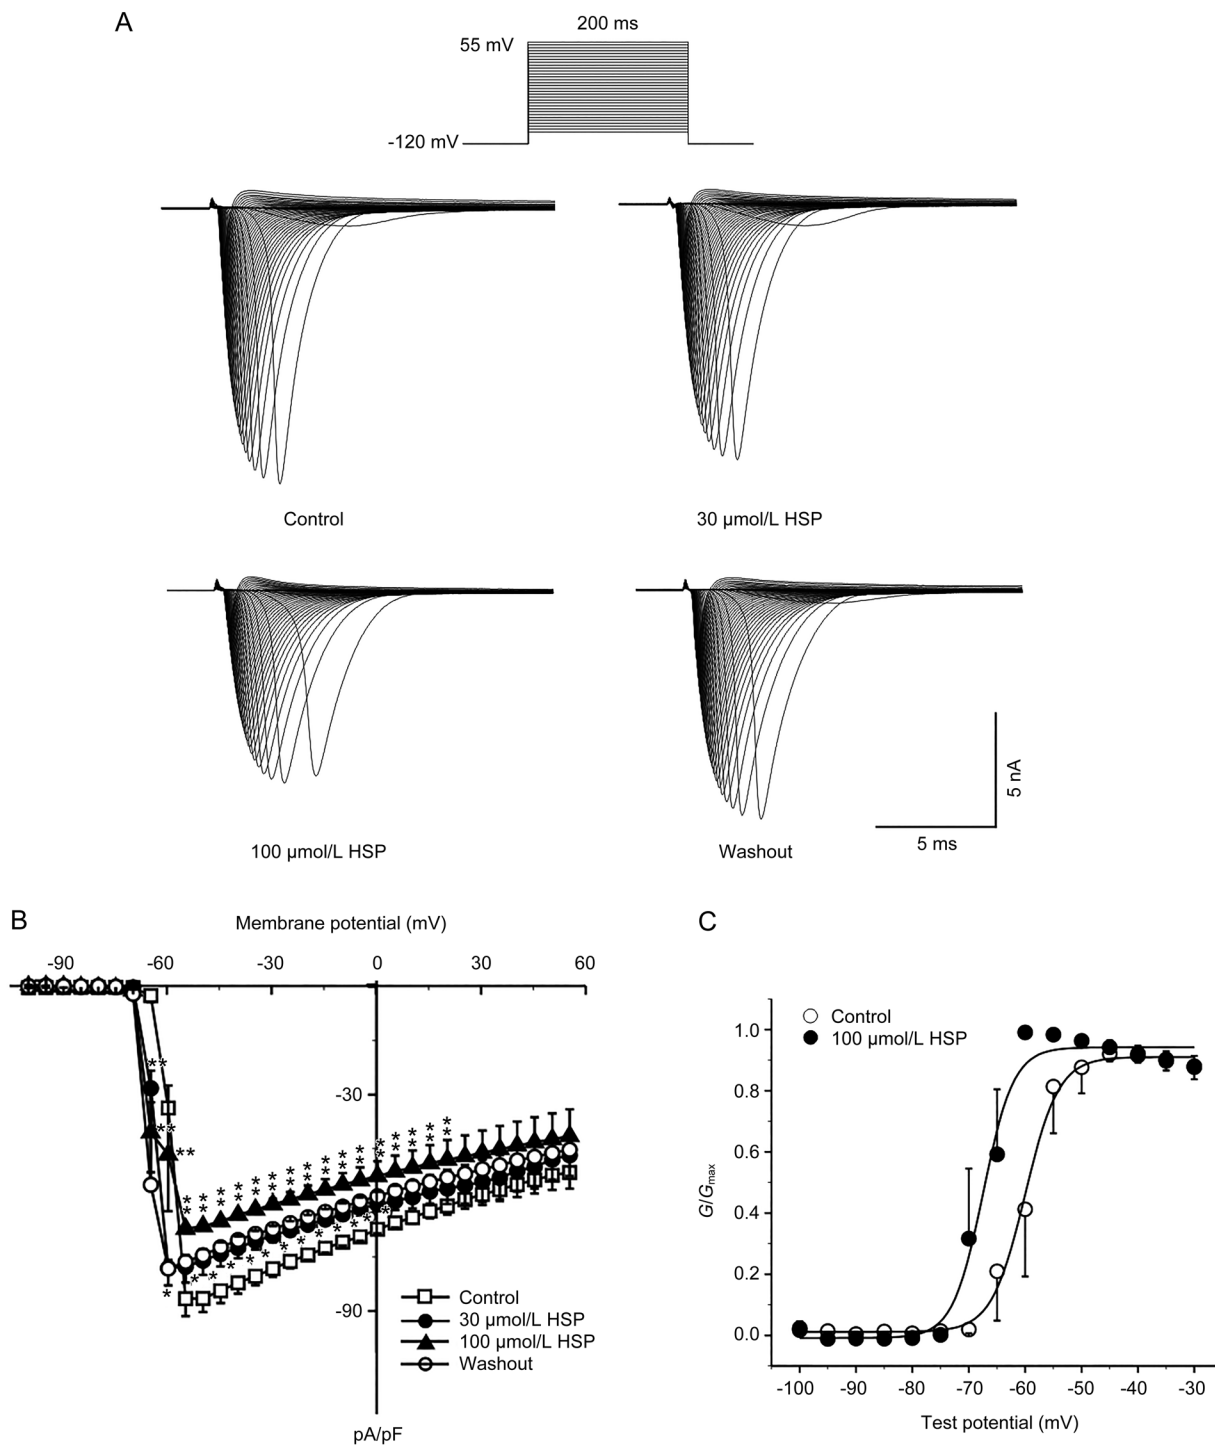 A
200 ms
55 mV
-120 mV
Control
30 µmol/L HSP
100 µmol/L HSP
Washout
5 nA
5 ms
B
Membrane potential (mV)
-90 -60 -30 0 30 60
-30
-90
**
**
**
*
Control
30 µmol/L HSP
100 µmol/L HSP
Washout
pA/pF
C
Control
100 µmol/L HSP
1.0
0.8
0.6
0.4
0.2
0.0
G/Gmax
-100 -90 -80 -70 -60 -50 -40 -30
Test potential (mV)